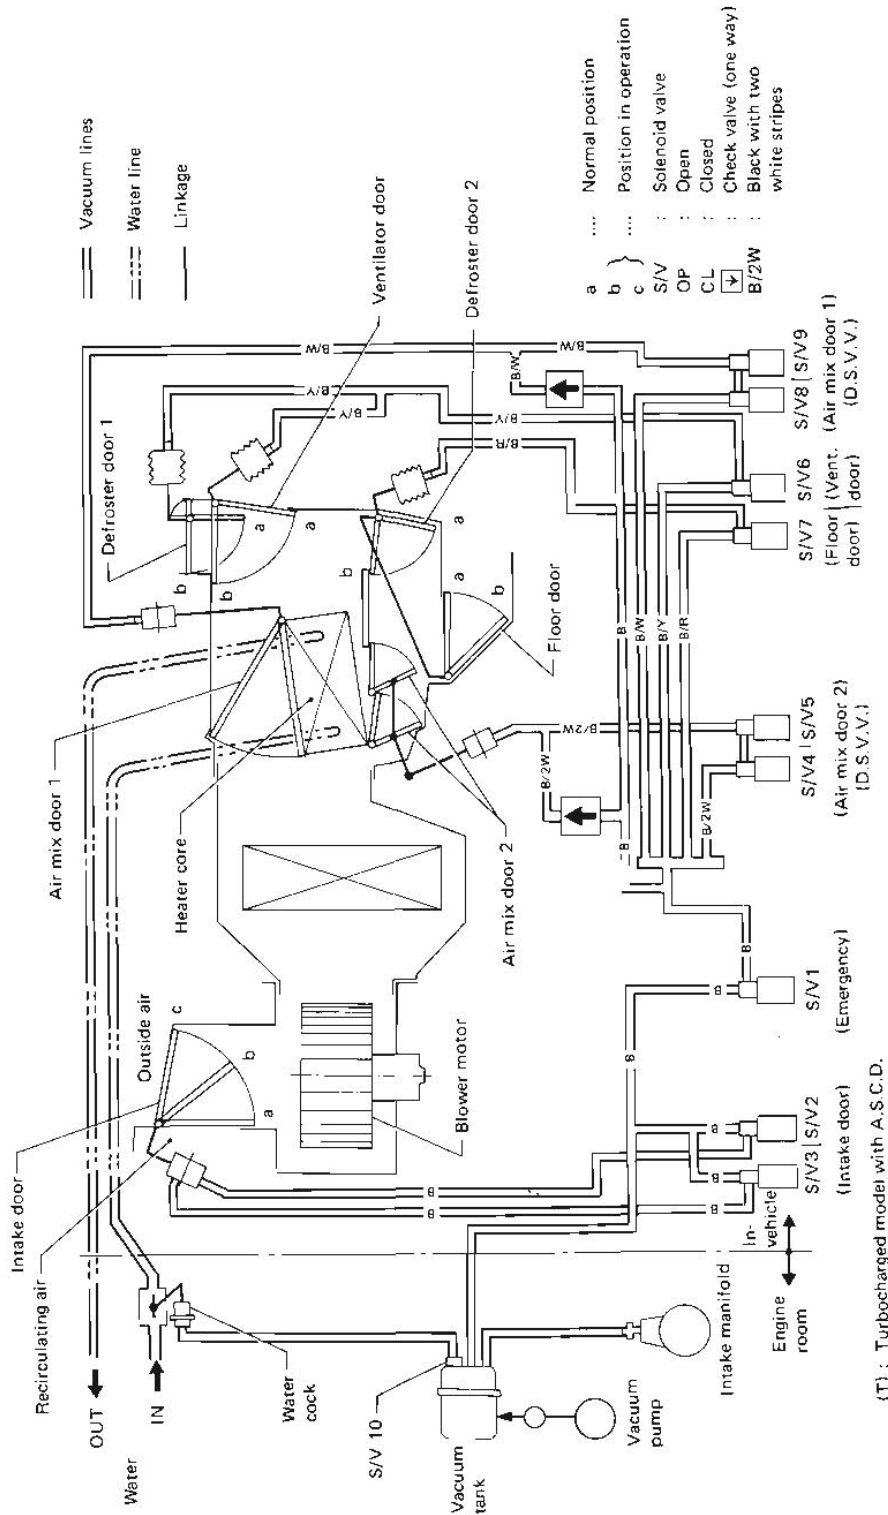 Vacuum lines
Water line
Linkage
Air mix door 1
Defroster door 1
Ventilator door
Defroster door 2
Intake door
Recirculating air
Outside air
Heater core
Air mix door 2
Floor door
Blower motor
OUT
IN
Water
Water
cock
S/V 10
Vacuum
tank
Vacuum
pump
Intake manifold
Engine
room
In-
vehicle
a
b
c
a
b
b
a
a
b
a
a
b
B/W
B/W
B/W
B/Y
B/Y
B/Y
B/R
B/2W
B/2W
B/2W
B
B/W
B/Y
B/R
B
B
B
B
B
B
B
B
S/V3 S/V2
(Intake door)
S/V1
(Emergency)
S/V4 S/V5
(Air mix door 2)
(D.S.V.V.)
S/V7 S/V6
(Floor (Vent.
door) door)
S/V8 S/V9
(Air mix door 1)
(D.S.V.V.)
a .... Normal position
b
c } .... Position in operation
S/V : Solenoid valve
OP : Open
CL : Closed
: Check valve (one way)
B/2W : Black with two
white stripes
(T) : Turbocharged model with A.S.C.D.